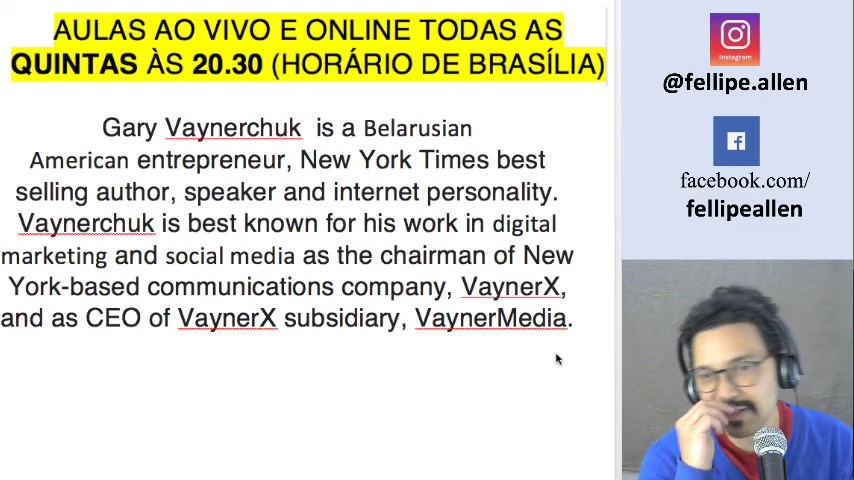 AULAS AO VIVO E ONLINE TODAS AS
QUINTAS ÀS 20.30 (HORÁRIO DE BRASÍLIA)
Gary Vaynerchuk is a Belarusian
American entrepreneur, New York Times best
selling author, speaker and internet personality.
Vaynerchuk is best known for his work in digital
marketing and social media as the chairman of New
York-based communications company, VaynerX,
and as CEO of VaynerX subsidiary, VaynerMedia.
Instagram
@fellipe.allen
facebook.com/
fellipeallen